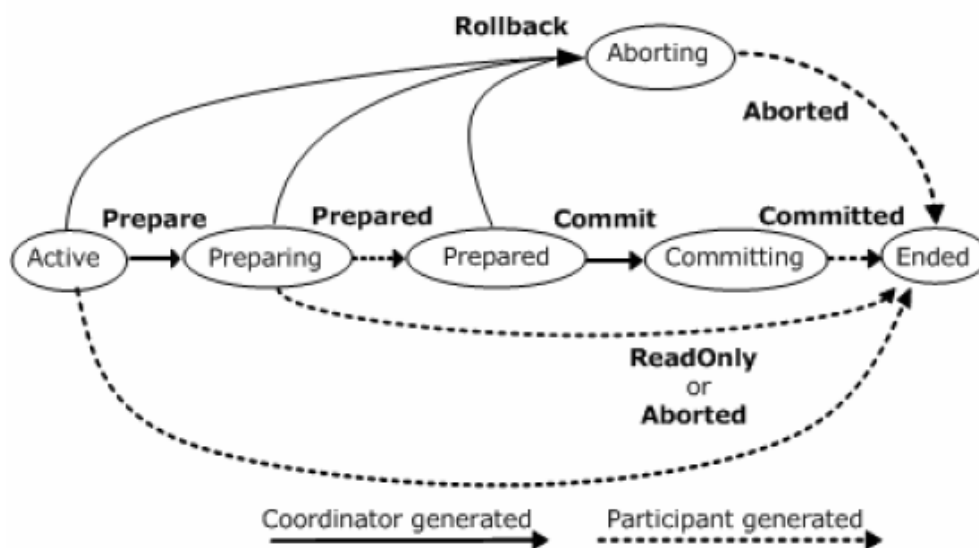 Rollback
Aborting
Aborted
Prepare
Prepared
Commit
Committed
Active
Preparing
Prepared
Committing
Ended
ReadOnly
or
Aborted
Coordinator generated
Participant generated